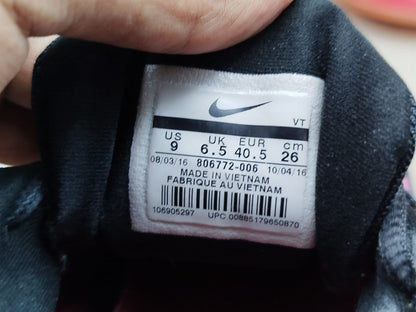 VT
US UK EUR cm
9 6.5 40.5 26
08/03/16 806772-006 10/04/16
MADE IN VIETNAM
FABRIQUE AU VIETNAM
106905297 UPC 00885179650870